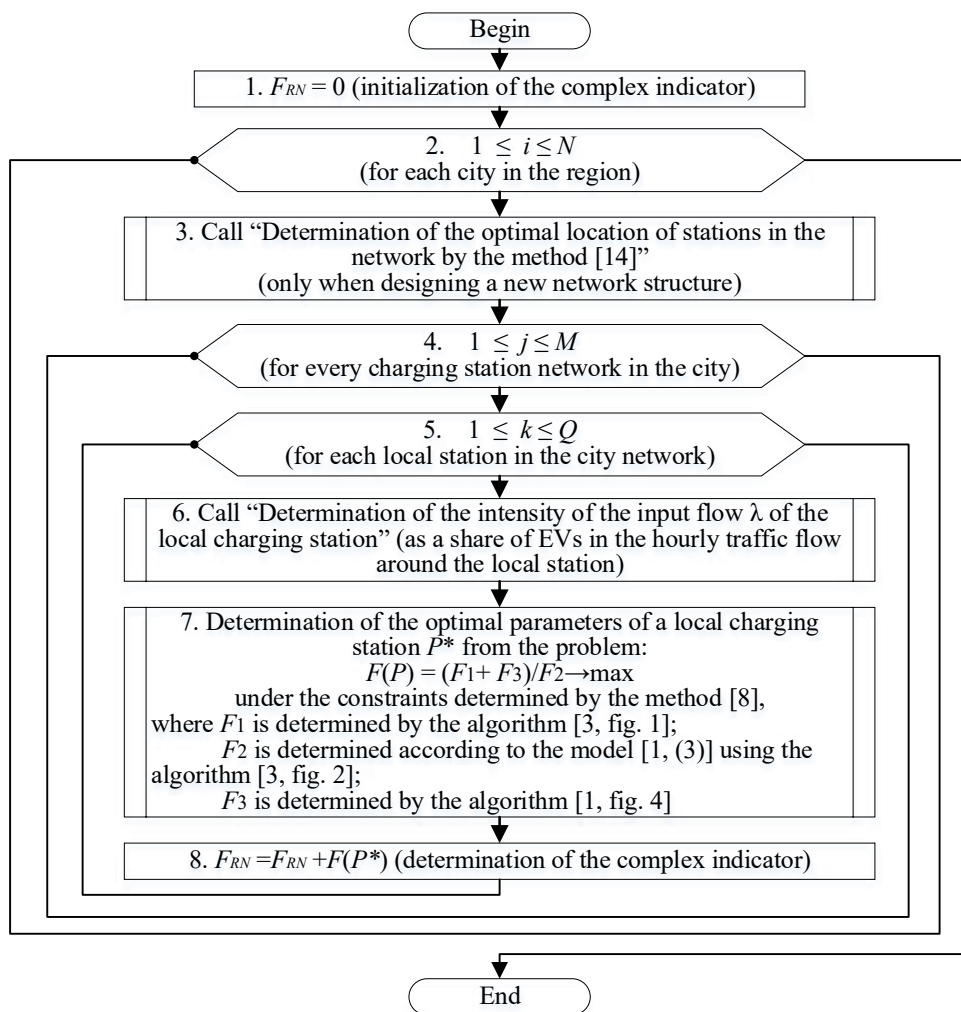 Begin
1. FRN = 0 (initialization of the complex indicator)
2. 1 ≤ i ≤ N
(for each city in the region)
3. Call “Determination of the optimal location of stations in the
network by the method [14]”
(only when designing a new network structure)
4. 1 ≤ j ≤ M
(for every charging station network in the city)
5. 1 ≤ k ≤ Q
(for each local station in the city network)
6. Call “Determination of the intensity of the input flow λ of the
local charging station” (as a share of EVs in the hourly traffic flow
around the local station)
7. Determination of the optimal parameters of a local charging
station P* from the problem:
F(P) = (F1+ F3)/F2→max
under the constraints determined by the method [8],
where F1 is determined by the algorithm [3, fig. 1];
F2 is determined according to the model [1, (3)] using the
algorithm [3, fig. 2];
F3 is determined by the algorithm [1, fig. 4]
8. FRN =FRN +F(P*) (determination of the complex indicator)
End